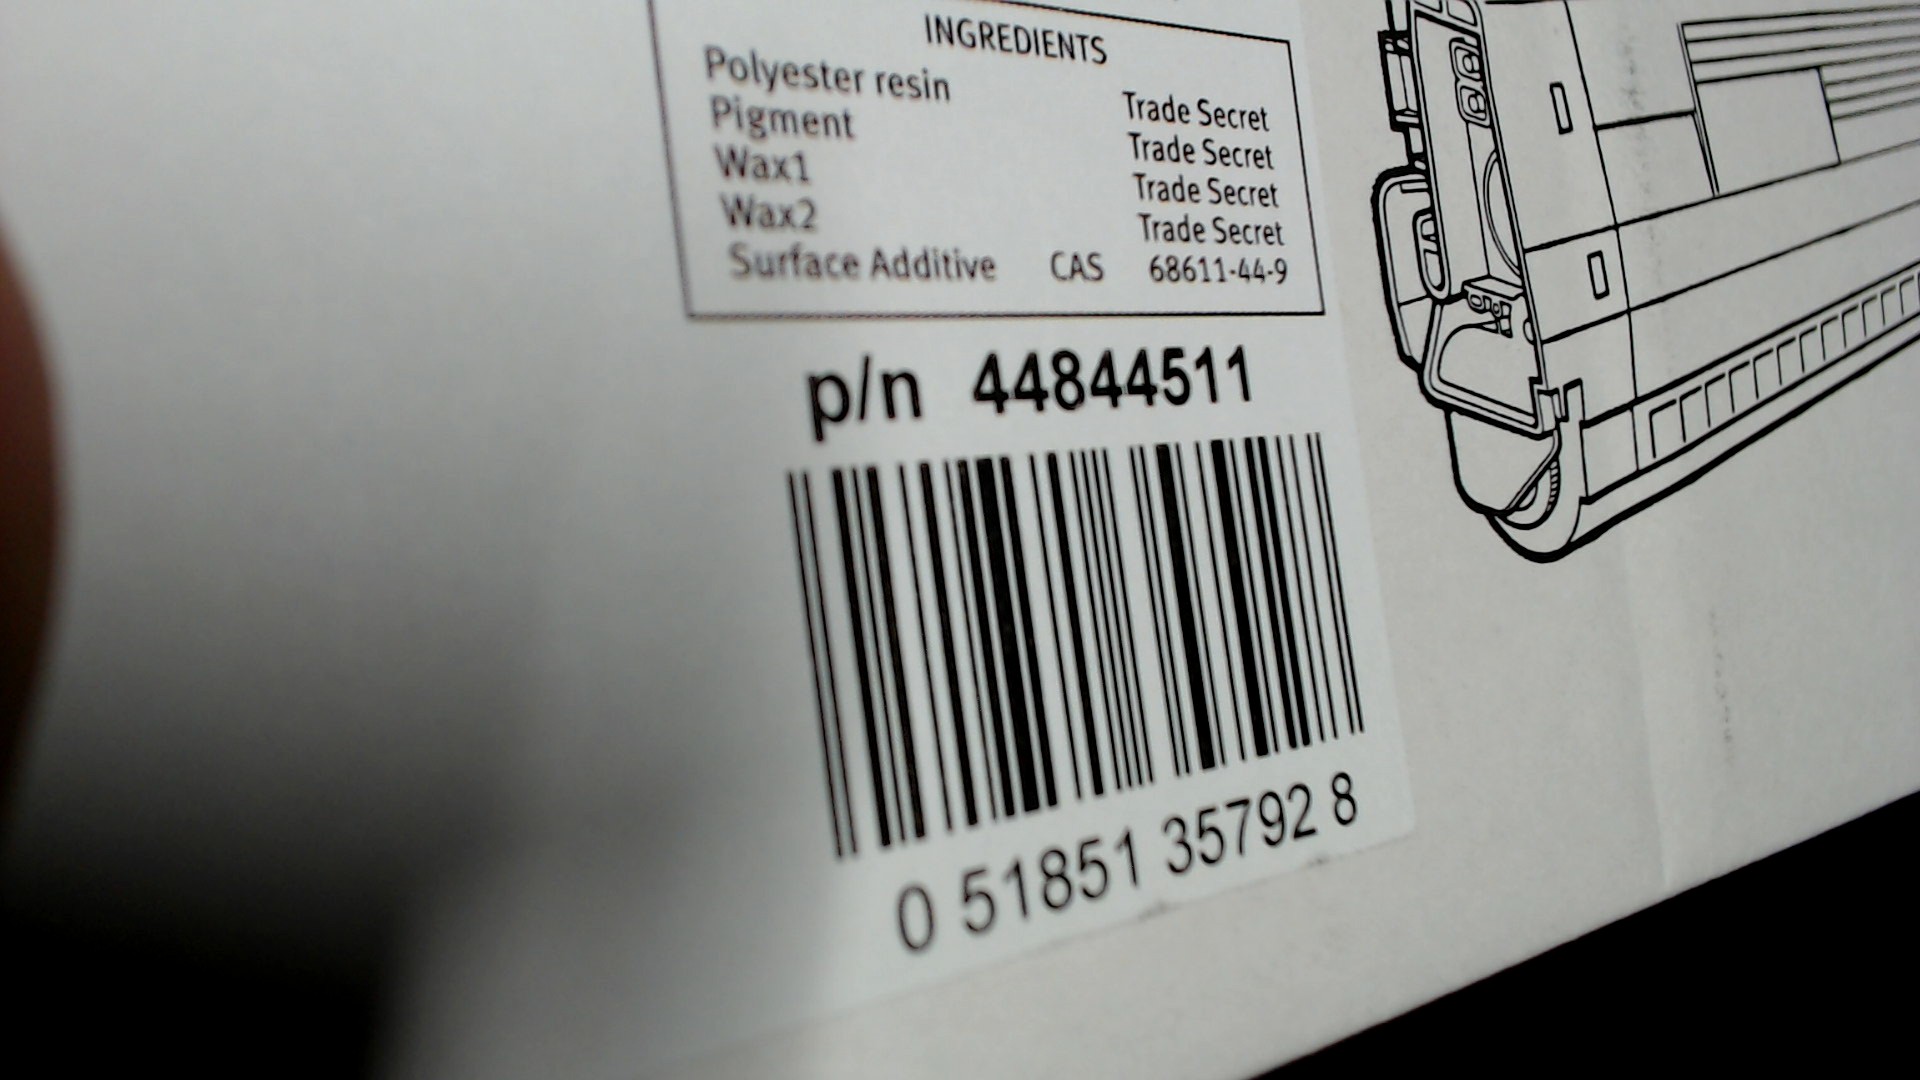 INGREDIENTS
Polyester resin Trade Secret
Pigment Trade Secret
Wax1 Trade Secret
Wax2 Trade Secret
Surface Additive CAS 68611-44-9
p/n 44844511
0 51851 35792 8